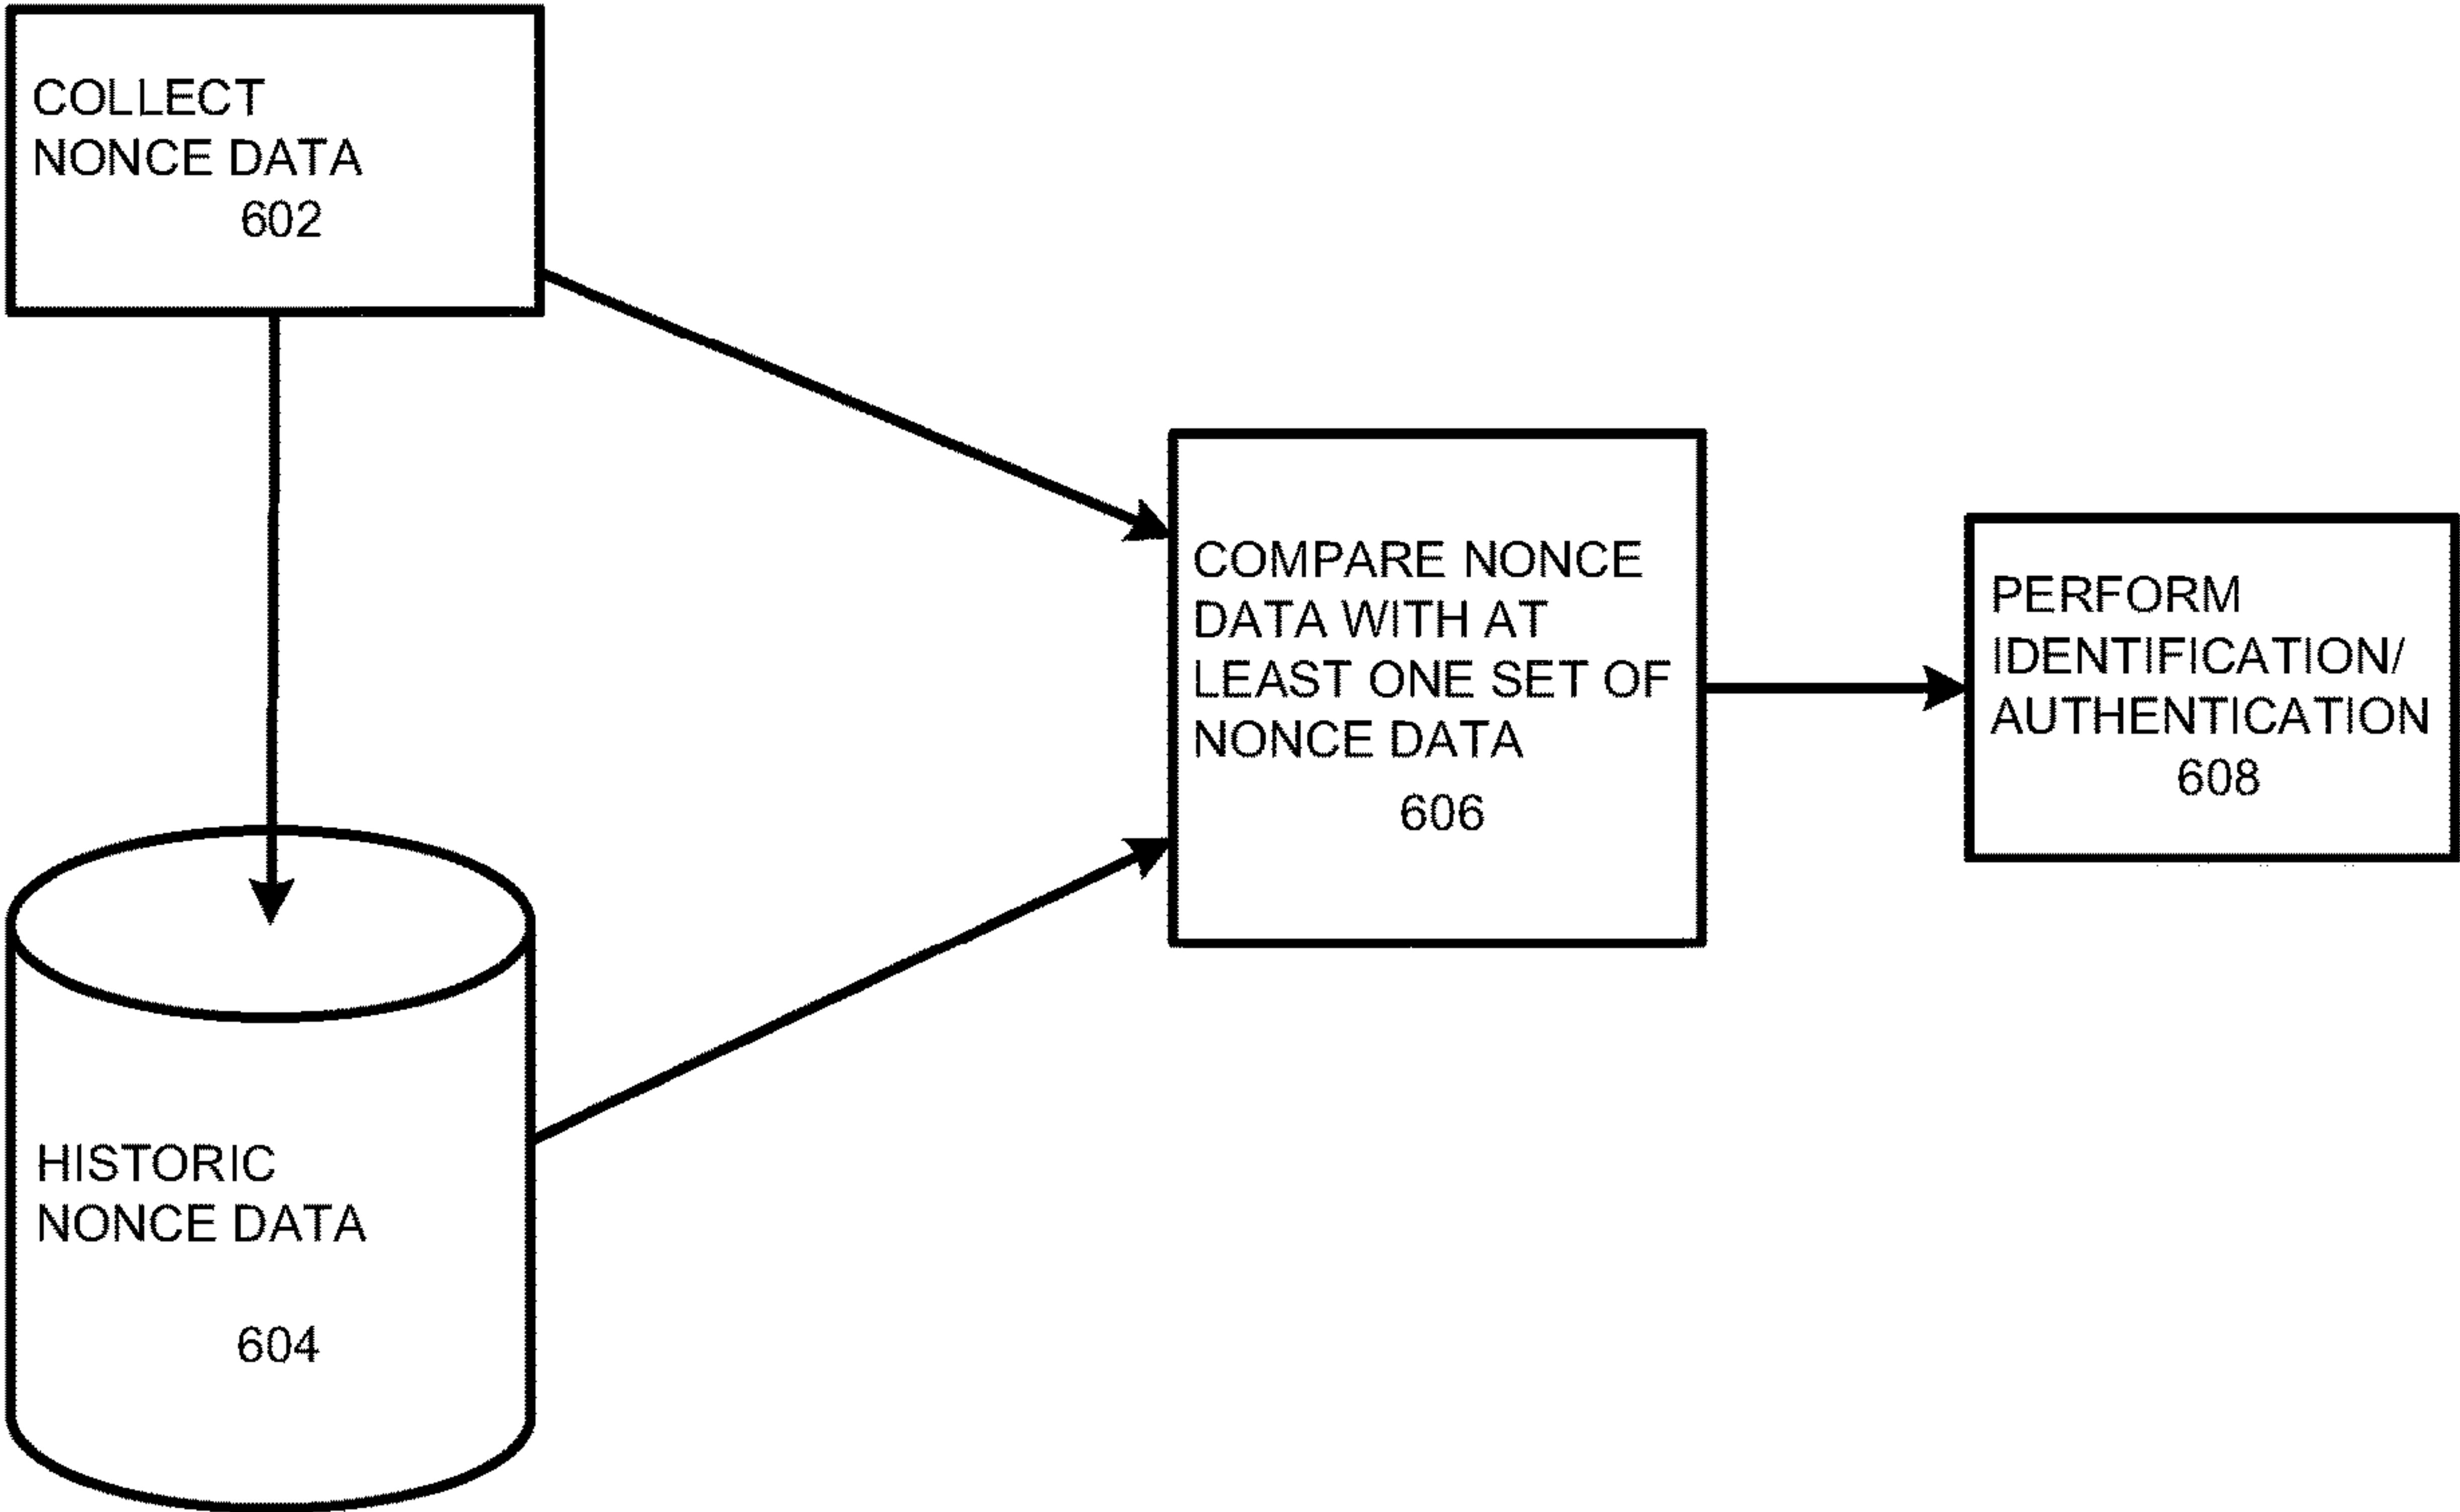 COLLECT
NONCE DATA
602
COMPARE NONCE
DATA WITH AT
LEAST ONE SET OF
NONCE DATA
606
PERFORM
IDENTIFICATION/
AUTHENTICATION
608
HISTORIC
NONCE DATA
604